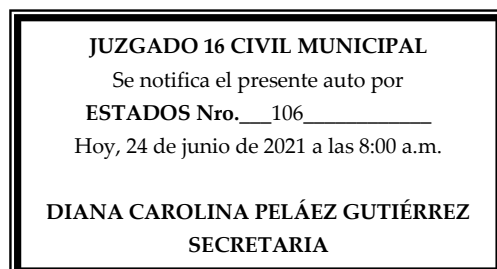 JUZGADO 16 CIVIL MUNICIPAL
Se notifica el presente auto por
ESTADOS Nro.___106____________
Hoy, 24 de junio de 2021 a las 8:00 a.m.
DIANA CAROLINA PELÁEZ GUTIÉRREZ
SECRETARIA